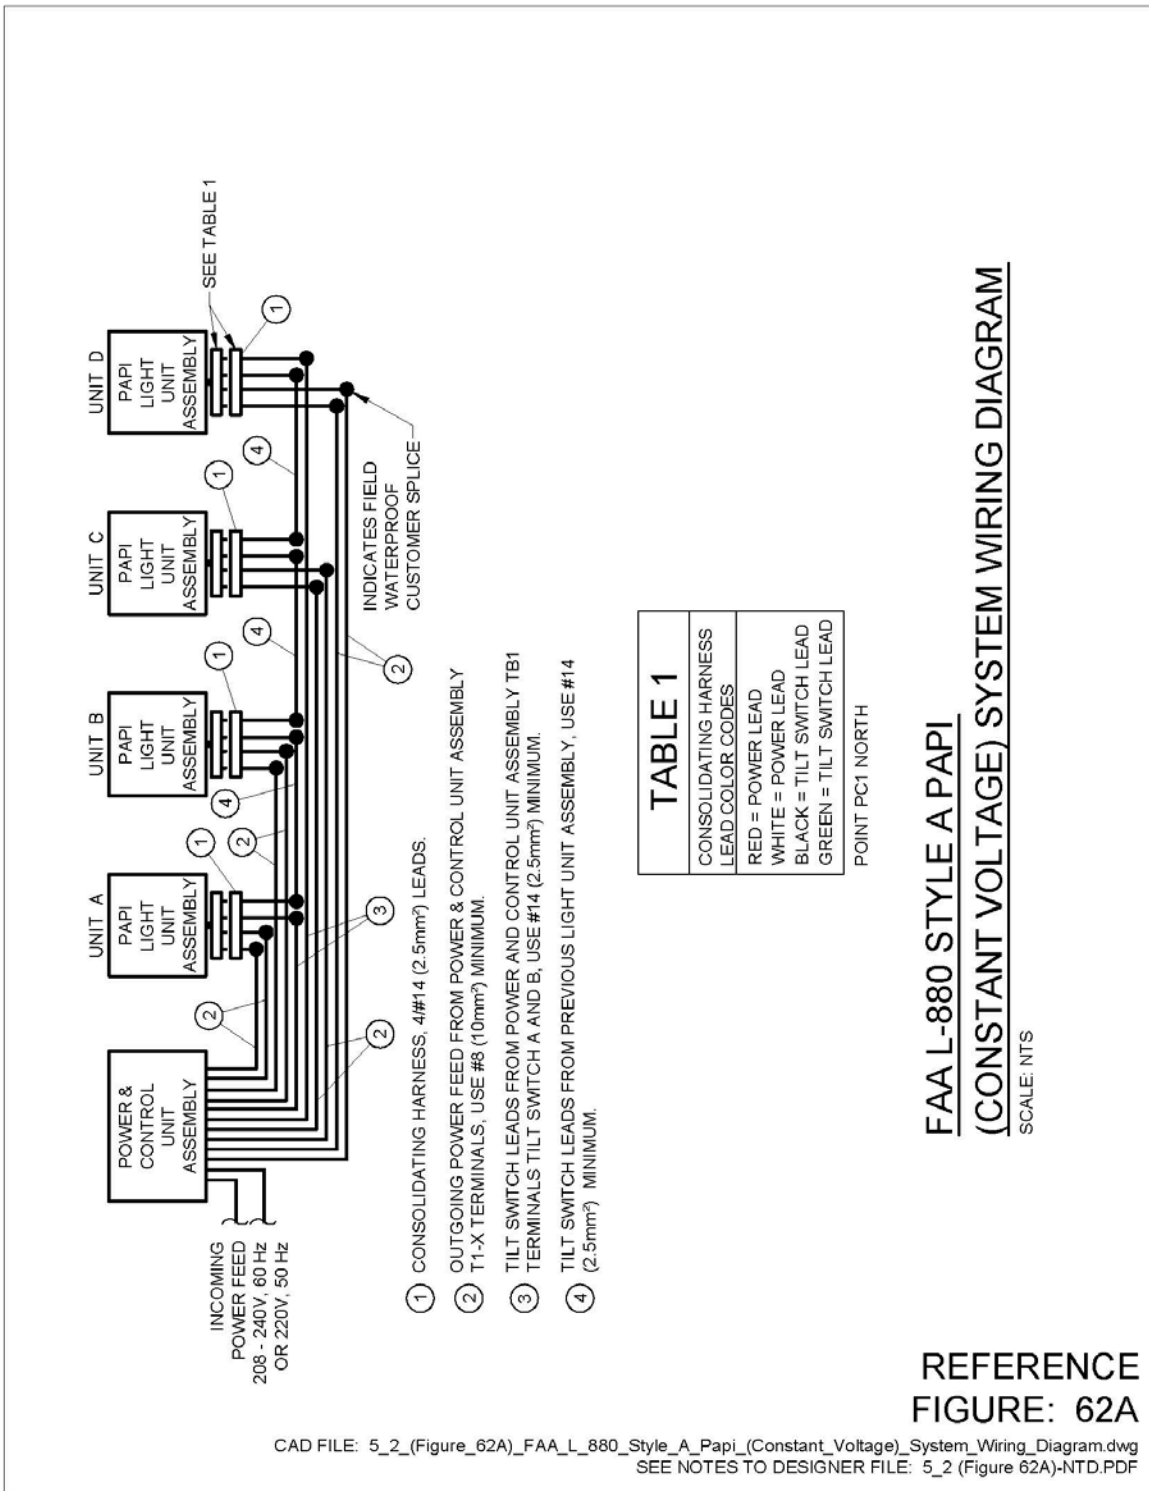 UNIT A
PAPI
LIGHT
UNIT
ASSEMBLY
UNIT B
PAPI
LIGHT
UNIT
ASSEMBLY
UNIT C
PAPI
LIGHT
UNIT
ASSEMBLY
UNIT D
PAPI
LIGHT
UNIT
ASSEMBLY
SEE TABLE 1
POWER &
CONTROL
UNIT
ASSEMBLY
1
1
1
1
4
4
4
2
2
2
2
3
INCOMING
POWER FEED
208 - 240V, 60 Hz
OR 220V, 50 Hz
INDICATES FIELD
WATERPROOF
CUSTOMER SPLICE
1 CONSOLIDATING HARNESS, 4/#14 (2.5mm²) LEADS.
2 OUTGOING POWER FEED FROM POWER & CONTROL UNIT ASSEMBLY
T1-X TERMINALS, USE #8 (10mm²) MINIMUM.
3 TILT SWITCH LEADS FROM POWER AND CONTROL UNIT ASSEMBLY TB1
TERMINALS TILT SWITCH A AND B, USE #14 (2.5mm²) MINIMUM.
4 TILT SWITCH LEADS FROM PREVIOUS LIGHT UNIT ASSEMBLY, USE #14
(2.5mm²) MINIMUM.
TABLE 1
CONSOLIDATING HARNESS
LEAD COLOR CODES
RED = POWER LEAD
WHITE = POWER LEAD
BLACK = TILT SWITCH LEAD
GREEN = TILT SWITCH LEAD
POINT PC1 NORTH
FAA L-880 STYLE A PAPI
(CONSTANT VOLTAGE) SYSTEM WIRING DIAGRAM
SCALE: NTS
REFERENCE
FIGURE: 62A
CAD FILE: 5_2_(Figure_62A)_FAA_L_880_Style_A_Papi_(Constant_Voltage)_System_Wiring_Diagram.dwg
SEE NOTES TO DESIGNER FILE: 5_2 (Figure 62A)-NTD.PDF